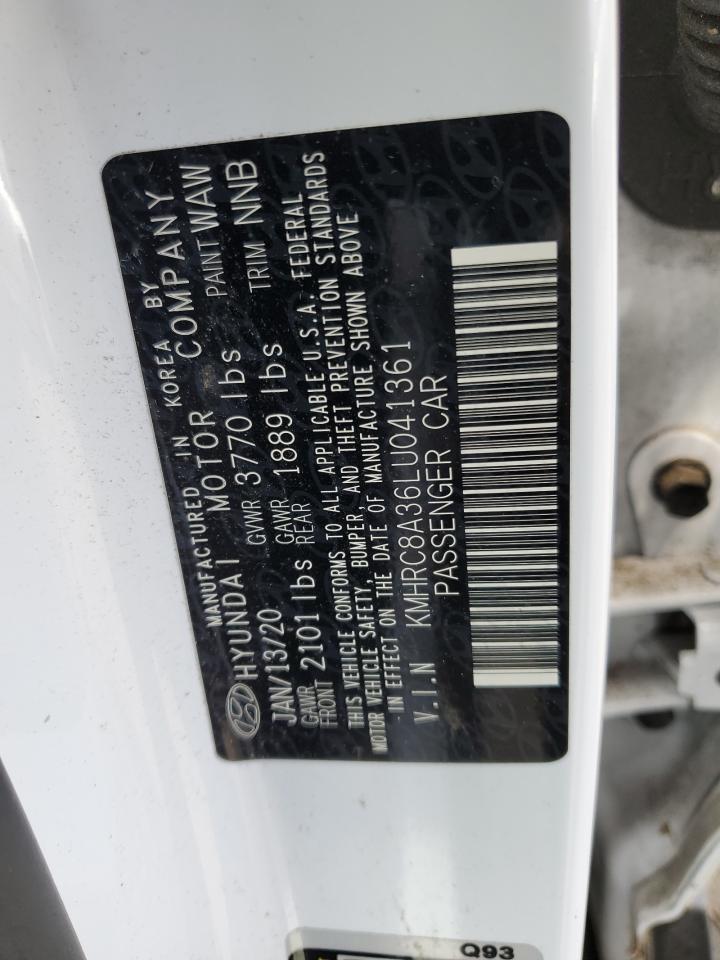 MANUFACTURED IN KOREA BY
HYUNDAI MOTOR COMPANY
JAN/13/20 GVWR 3770 lbs PAINT WAW
GAWR FRONT 2101 lbs GAWR REAR 1889 lbs TRIM NNB
THIS VEHICLE CONFORMS TO ALL APPLICABLE U.S.A. FEDERAL
MOTOR VEHICLE SAFETY, BUMPER, AND THEFT PREVENTION STANDARDS
IN EFFECT ON THE DATE OF MANUFACTURE SHOWN ABOVE
V.I.N KMHRC8A36LU041361
PASSENGER CAR
Q93